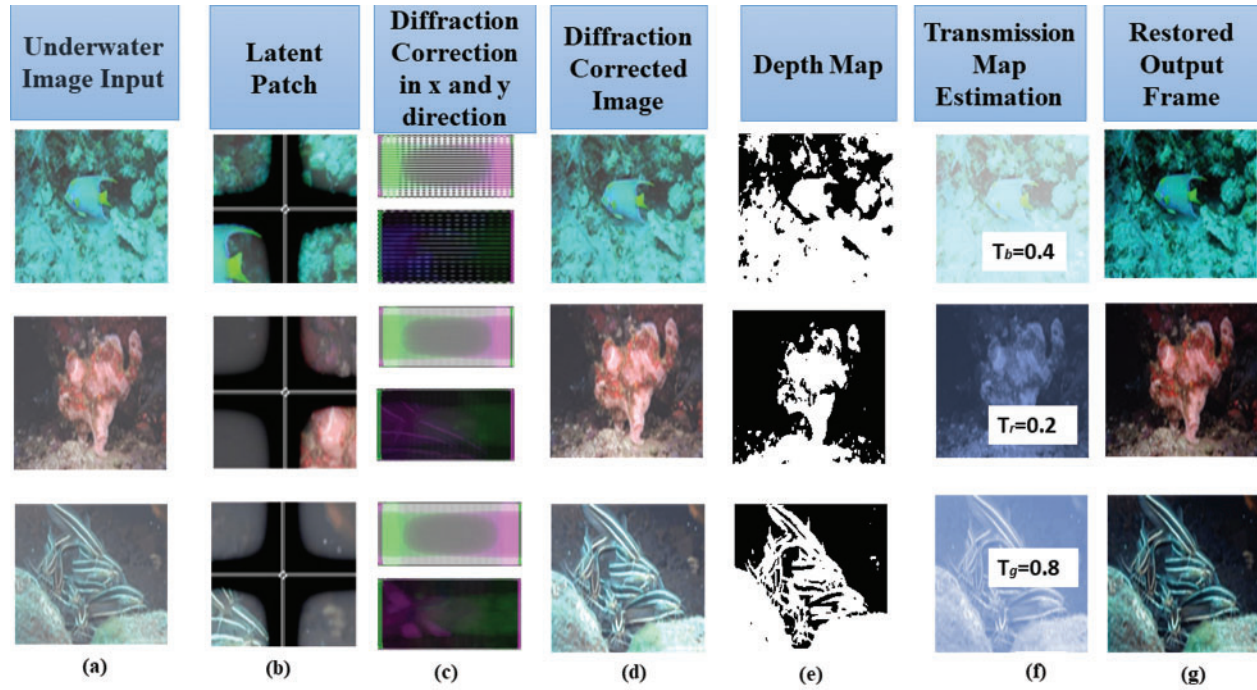 Underwater
Image Input
Latent
Patch
Diffraction
Correction
in x and y
direction
Diffraction
Corrected
Image
Depth Map
Transmission
Map
Estimation
Restored
Output
Frame
Tb=0.4
Tr=0.2
Tg=0.8
(a)
(b)
(c)
(d)
(e)
(f)
(g)